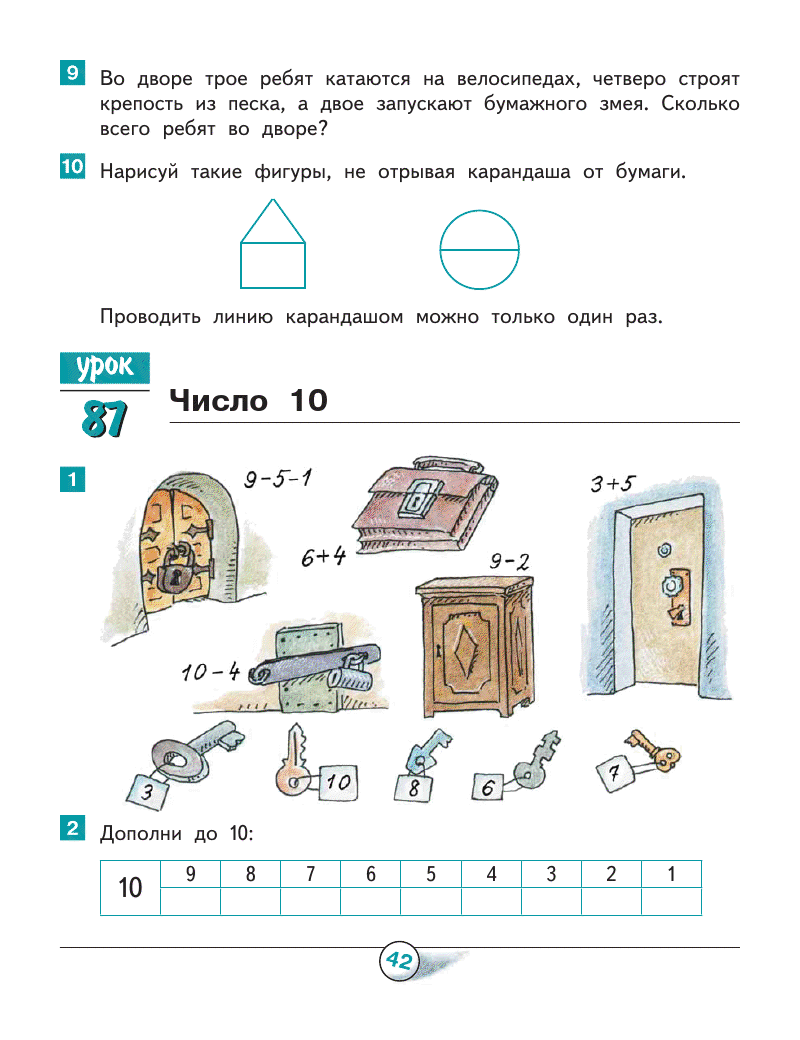 9 Во дворе трое ребят катаются на велосипедах, четверо строят
крепость из песка, а двое запускают бумажного змея. Сколько
всего ребят во дворе?
10 Нарисуй такие фигуры, не отрывая карандаша от бумаги.
Проводить линию карандашом можно только один раз.
урок
87
Число 10
1
9-5-1
3+5
6+4
9-2
10-4
3
10
8
6
7
2 Дополни до 10:
10 9 8 7 6 5 4 3 2 1
42